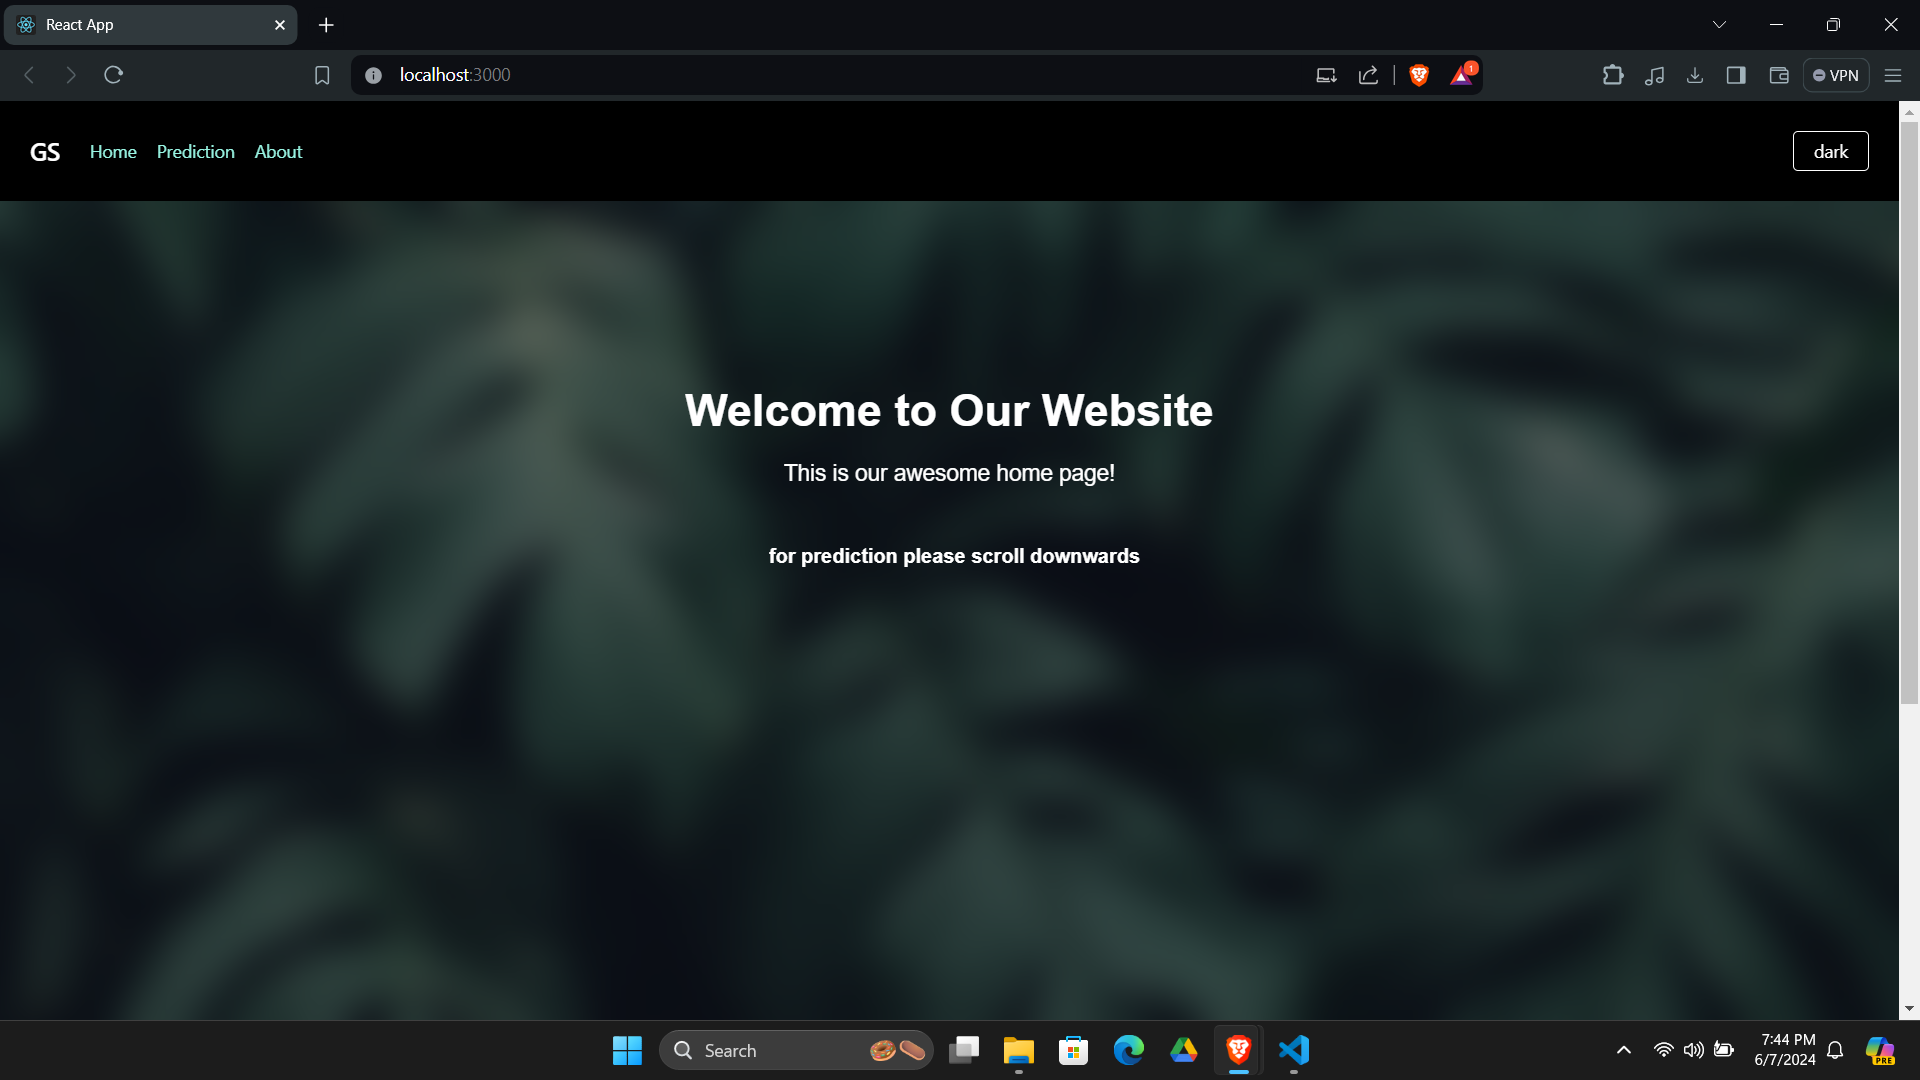 React App
localhost:3000
1
VPN
GS
Home
Prediction
About
dark
Welcome to Our Website
This is our awesome home page!
for prediction please scroll downwards
Search
7:44 PM
6/7/2024
PRE